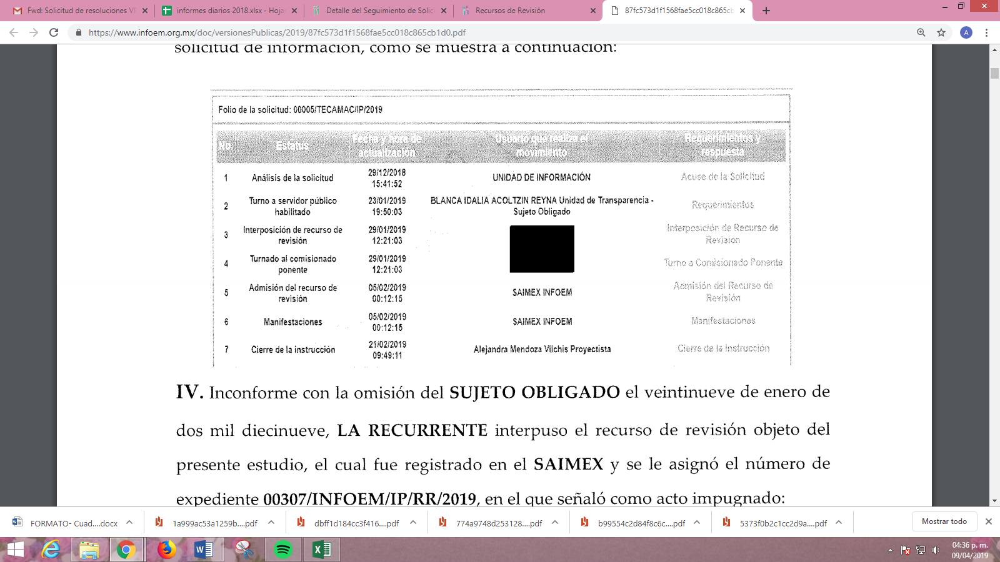 Fwd: Solicitud de resoluciones VP
informes diarios 2018.xlsx - Hoja
Detalle del Seguimiento de Solic
Recursos de Revisión
87fc573d1f1568fae5cc018c865cb
https://www.infoem.org.mx/doc/versionesPublicas/2019/87fc573d1f1568fae5cc018c865cb1d0.pdf
A
solicitud de información, como se muestra a continuación:
Folio de la solicitud: 00005/TECAMAC/IP/2019
No. Estatus Fecha y hora de actualización Usuario que realiza el movimiento Requerimientos y respuesta
1 Análisis de la solicitud 29/12/2018 15:41:52 UNIDAD DE INFORMACIÓN Acuse de la Solicitud
2 Turno a servidor público habilitado 23/01/2019 19:50:03 BLANCA IDALIA ACOLTZIN REYNA Unidad de Transparencia - Sujeto Obligado Requerimientos
3 Interposición de recurso de revisión 29/01/2019 12:21:03 Interposición de Recurso de Revisión
4 Turnado al comisionado ponente 29/01/2019 12:21:03 Turno a Comisionado Ponente
5 Admisión del recurso de revisión 05/02/2019 00:12:15 SAIMEX INFOEM Admisión del Recurso de Revisión
6 Manifestaciones 05/02/2019 00:12:15 SAIMEX INFOEM Manifestaciones
7 Cierre de la instrucción 21/02/2019 09:49:11 Alejandra Mendoza Vilchis Proyectista Cierre de la Instrucción
IV. Inconforme con la omisión del SUJETO OBLIGADO el veintinueve de enero de
dos mil diecinueve, LA RECURRENTE interpuso el recurso de revisión objeto del
presente estudio, el cual fue registrado en el SAIMEX y se le asignó el número de
expediente 00307/INFOEM/IP/RR/2019, en el que señaló como acto impugnado:
FORMATO- Cuad....docx
1a999ac53a1259b....pdf
dbff1d184cc3f416....pdf
774a9748d253128....pdf
b99554c2d84f8c6c....pdf
5373f0b2c1cc2d9a....pdf
Mostrar todo
04:36 p. m.
09/04/2019